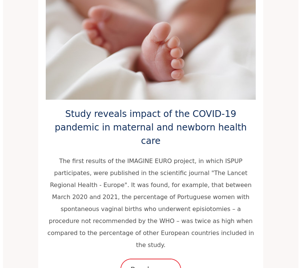 Study reveals impact of the COVID-19
pandemic in maternal and newborn health
care
The first results of the IMAGINE EURO project, in which ISPUP
participates, were published in the scientific journal "The Lancet
Regional Health - Europe". It was found, for example, that between
March 2020 and 2021, the percentage of Portuguese women with
spontaneous vaginal births who underwent episiotomies – a
procedure not recommended by the WHO – was twice as high when
compared to the percentage of other European countries included in
the study.